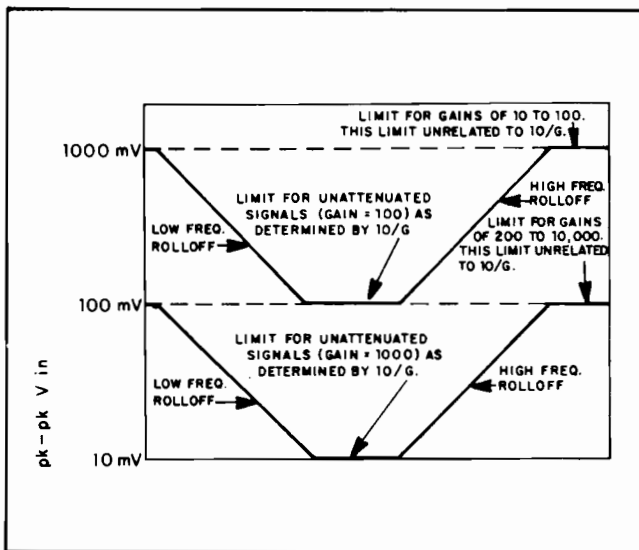 LIMIT FOR GAINS OF 10 TO 100.
THIS LIMIT UNRELATED TO 10/G.
1000 mV
LIMIT FOR UNATTENUATED
SIGNALS (GAIN = 100) AS
DETERMINED BY 10/G
HIGH FREQ.
ROLLOFF
LOW FREQ.
ROLLOFF
LIMIT FOR GAINS
OF 200 TO 10,000.
THIS LIMIT UNRELATED
TO 10/G.
100 mV
LIMIT FOR UNATTENUATED
SIGNALS (GAIN = 1000) AS
DETERMINED BY 10/G.
LOW FREQ.
ROLLOFF
HIGH FREQ.
ROLLOFF
pk-pk V in
10 mV